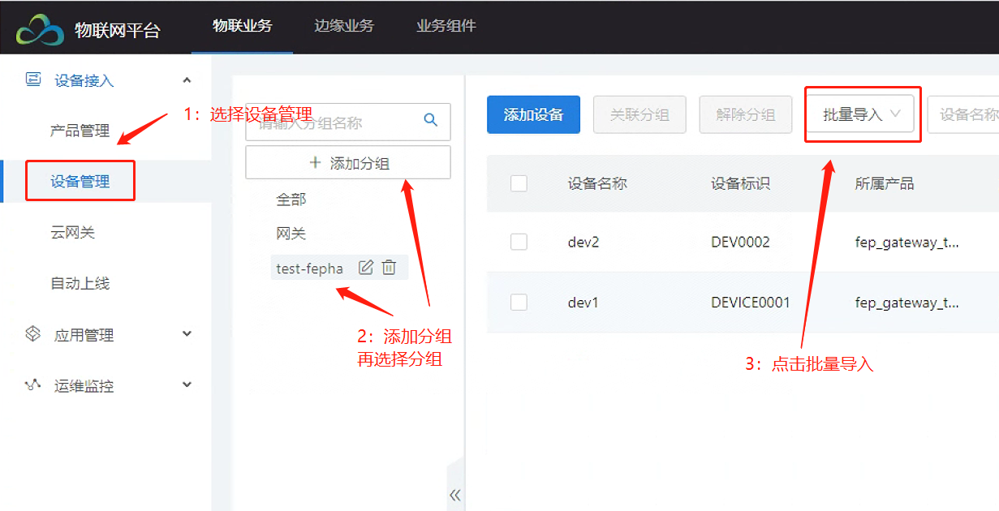 物联网平台
物联业务
边缘业务
业务组件
设备接入
产品管理
设备管理
云网关
自动上线
应用管理
运维监控
1：选择设备管理
请输入分组名称
+ 添加分组
全部
网关
test-fepha
2：添加分组
再选择分组
添加设备
关联分组
解除分组
批量导入
设备名称
设备名称 设备标识 所属产品
dev2 DEV0002 fep_gateway_t...
dev1 DEVICE0001 fep_gateway_t...
3：点击批量导入